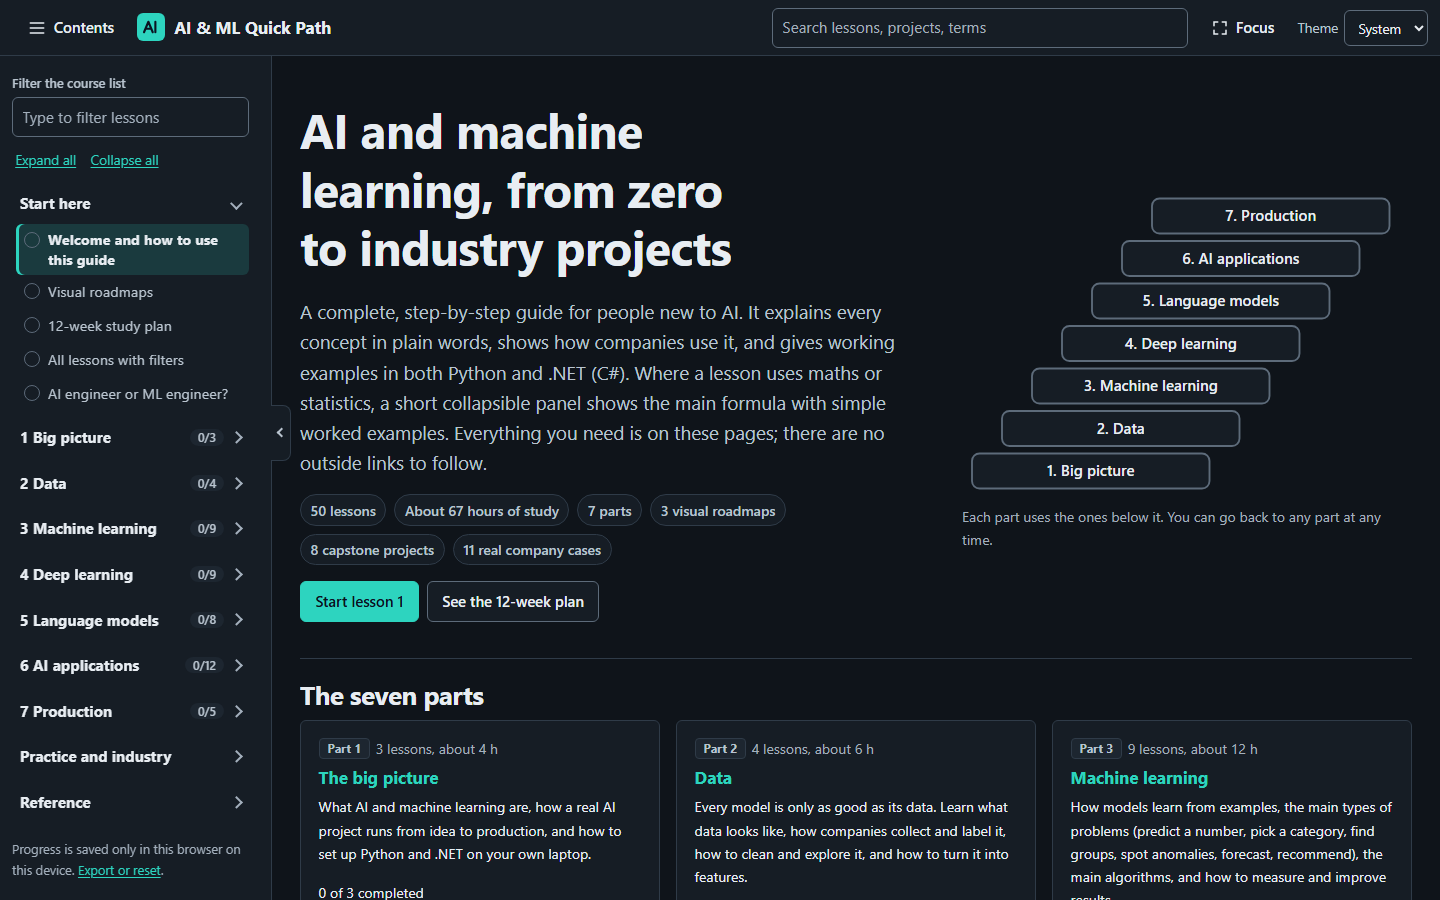 Contents
AI
AI & ML Quick Path
Search lessons, projects, terms
Focus
Theme
System
Filter the course list
Type to filter lessons
Expand all
Collapse all
Start here
Welcome and how to use
this guide
Visual roadmaps
12-week study plan
All lessons with filters
AI engineer or ML engineer?
1 Big picture 0/3
2 Data 0/4
3 Machine learning 0/9
4 Deep learning 0/9
5 Language models 0/8
6 AI applications 0/12
7 Production 0/5
Practice and industry
Reference
Progress is saved only in this browser on
this device. Export or reset.
AI and machine
learning, from zero
to industry projects
A complete, step-by-step guide for people new to AI. It explains every
concept in plain words, shows how companies use it, and gives working
examples in both Python and .NET (C#). Where a lesson uses maths or
statistics, a short collapsible panel shows the main formula with simple
worked examples. Everything you need is on these pages; there are no
outside links to follow.
50 lessons
About 67 hours of study
7 parts
3 visual roadmaps
8 capstone projects
11 real company cases
Start lesson 1
See the 12-week plan
7. Production
6. AI applications
5. Language models
4. Deep learning
3. Machine learning
2. Data
1. Big picture
Each part uses the ones below it. You can go back to any part at any
time.
The seven parts
Part 1 3 lessons, about 4 h
The big picture
What AI and machine learning are, how a real AI
project runs from idea to production, and how to
set up Python and .NET on your own laptop.
0 of 3 completed
Part 2 4 lessons, about 6 h
Data
Every model is only as good as its data. Learn what
data looks like, how companies collect and label it,
how to clean and explore it, and how to turn it into
features.
Part 3 9 lessons, about 12 h
Machine learning
How models learn from examples, the main types of
problems (predict a number, pick a category, find
groups, spot anomalies, forecast, recommend), the
main algorithms, and how to measure and improve
results.